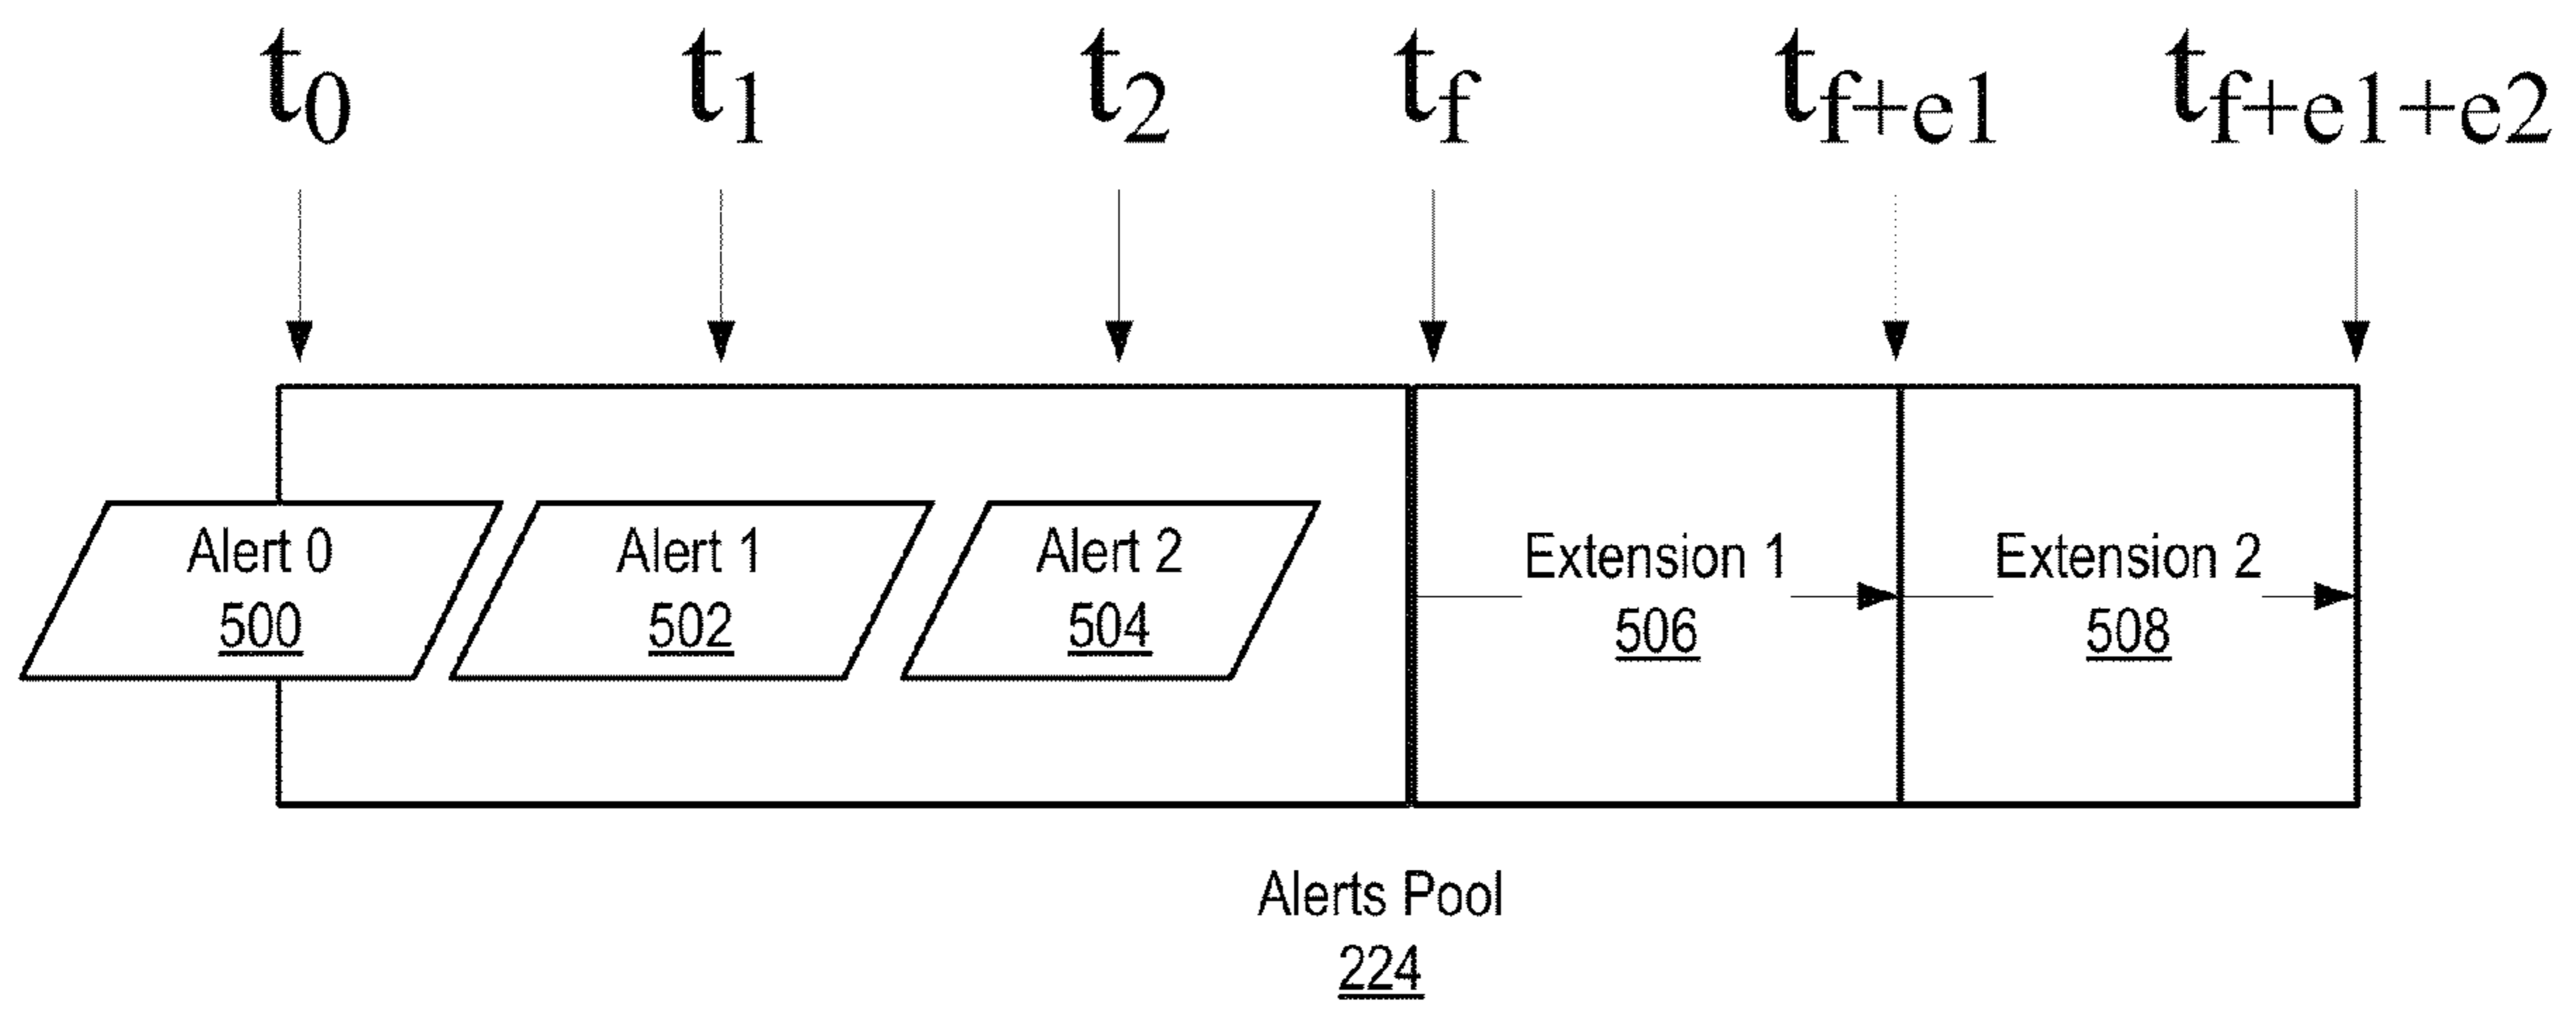 t0 t1 t2 tf tf+e1 tf+e1+e2
Alert 0
500
Alert 1
502
Alert 2
504
Extension 1
506
Extension 2
508
Alerts Pool
224